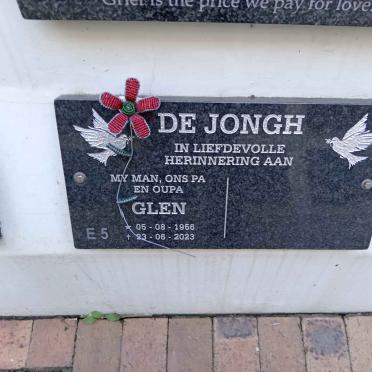 Grief is the price we pay for love
DE JONGH
IN LIEFDEVOLLE
HERINNERING AAN
MY MAN, ONS PA
EN OUPA
GLEN
* 05 - 08 - 1956
† 23 - 06 - 2023
E 5